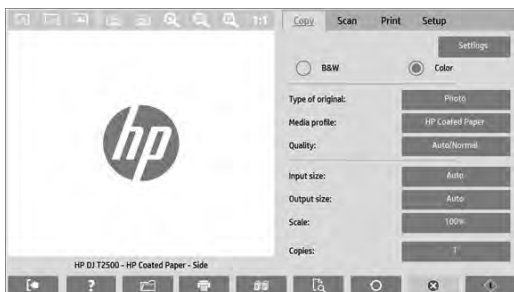 1:1
Copy Scan Print Setup
Settings
B&W Color
Type of original: Photo
Media profile: HP Coated Paper
Quality: Auto/Normal
Input size: Auto
Output size: Auto
Scale: 100%
Copies: 1
hp
HP DJ T2500 - HP Coated Paper - Side
?